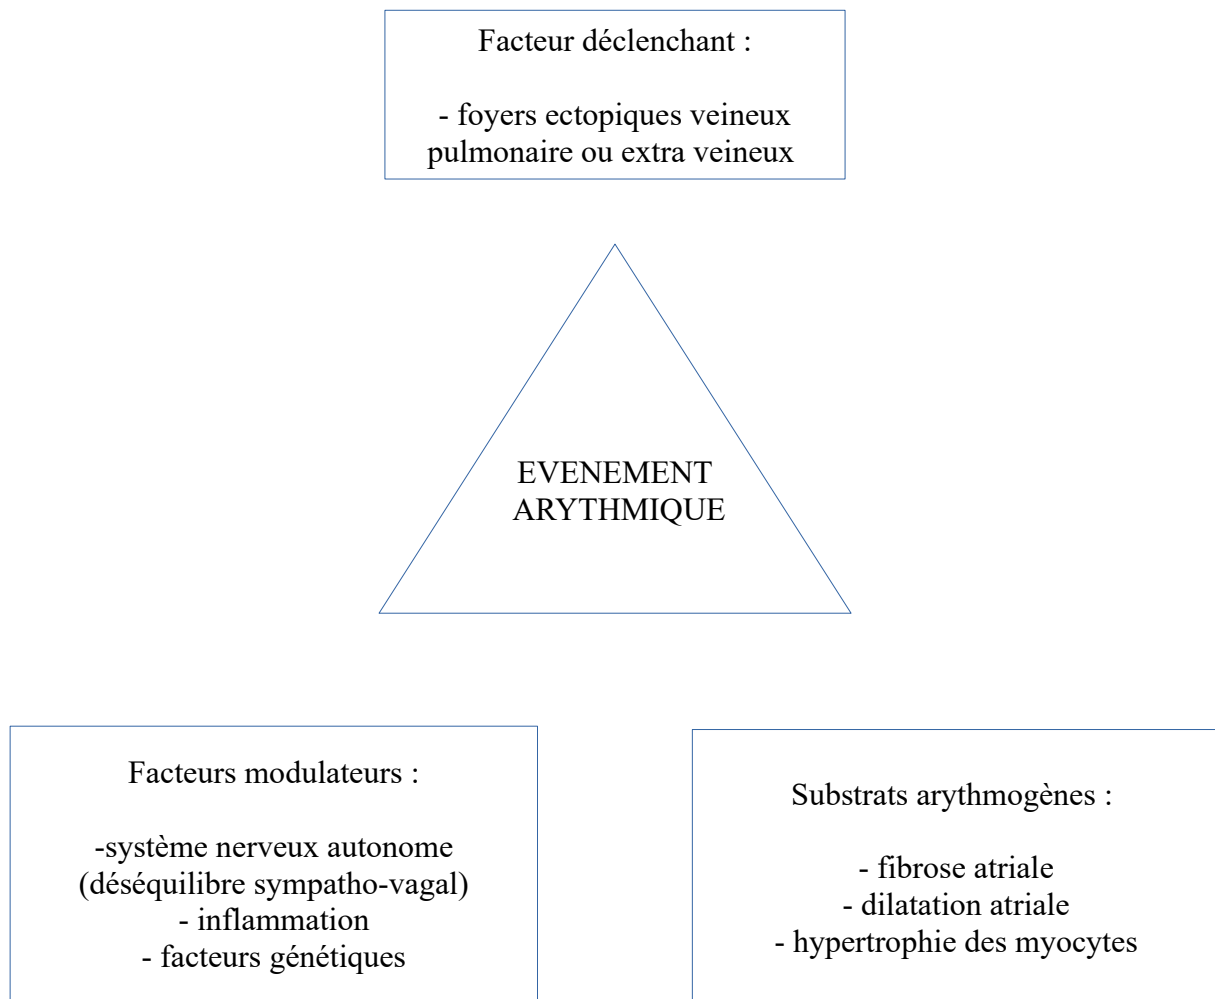 Facteur déclenchant :
- foyers ectopiques veineux
pulmonaire ou extra veineux
EVENEMENT
ARYTHMIQUE
Facteurs modulateurs :
-système nerveux autonome
(déséquilibre sympatho-vagal)
- inflammation
- facteurs génétiques
Substrats arythmogènes :
- fibrose atriale
- dilatation atriale
- hypertrophie des myocytes